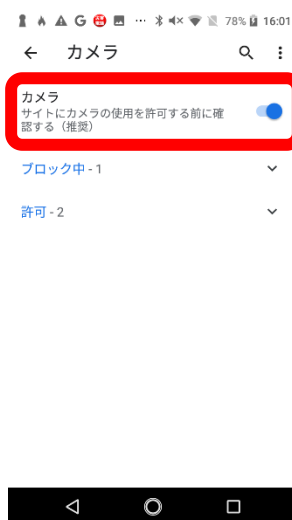 G 78% 16:01
カメラ
カメラ
サイトにカメラの使用を許可する前に確
認する（推奨）
ブロック中 - 1
許可 - 2